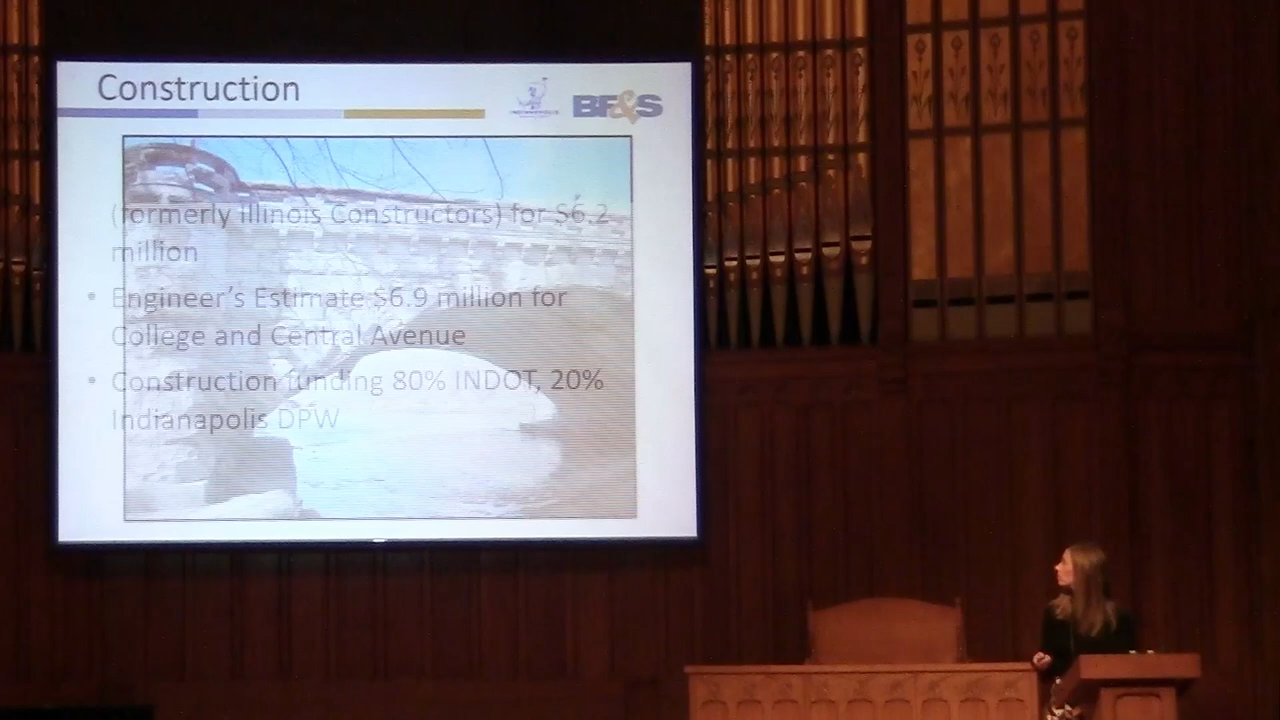 Construction
BF&S
(formerly Illinois Constructors) for $6.2
million
• Engineer's Estimate $6.9 million for
College and Central Avenue
• Construction funding 80% INDOT, 20%
Indianapolis DPW